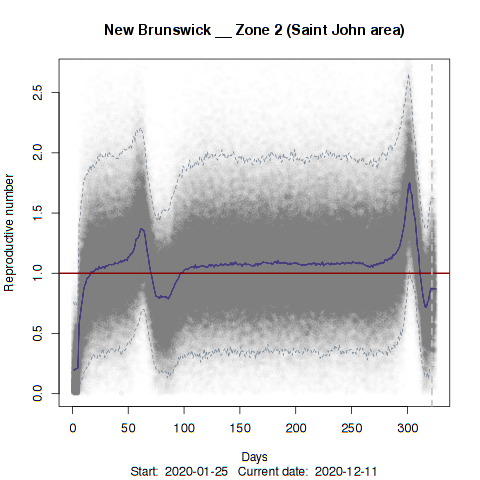 New Brunswick __ Zone 2 (Saint John area)
Reproductive number
2.5
2.0
1.5
1.0
0.5
0.0
0 50 100 150 200 250 300
Days
Start: 2020-01-25 Current date: 2020-12-11